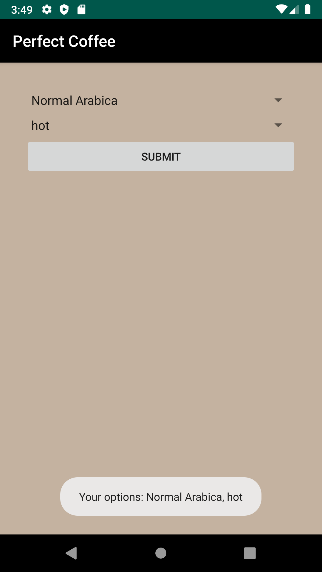 3:49
Perfect Coffee
Normal Arabica
hot
SUBMIT
Your options: Normal Arabica, hot